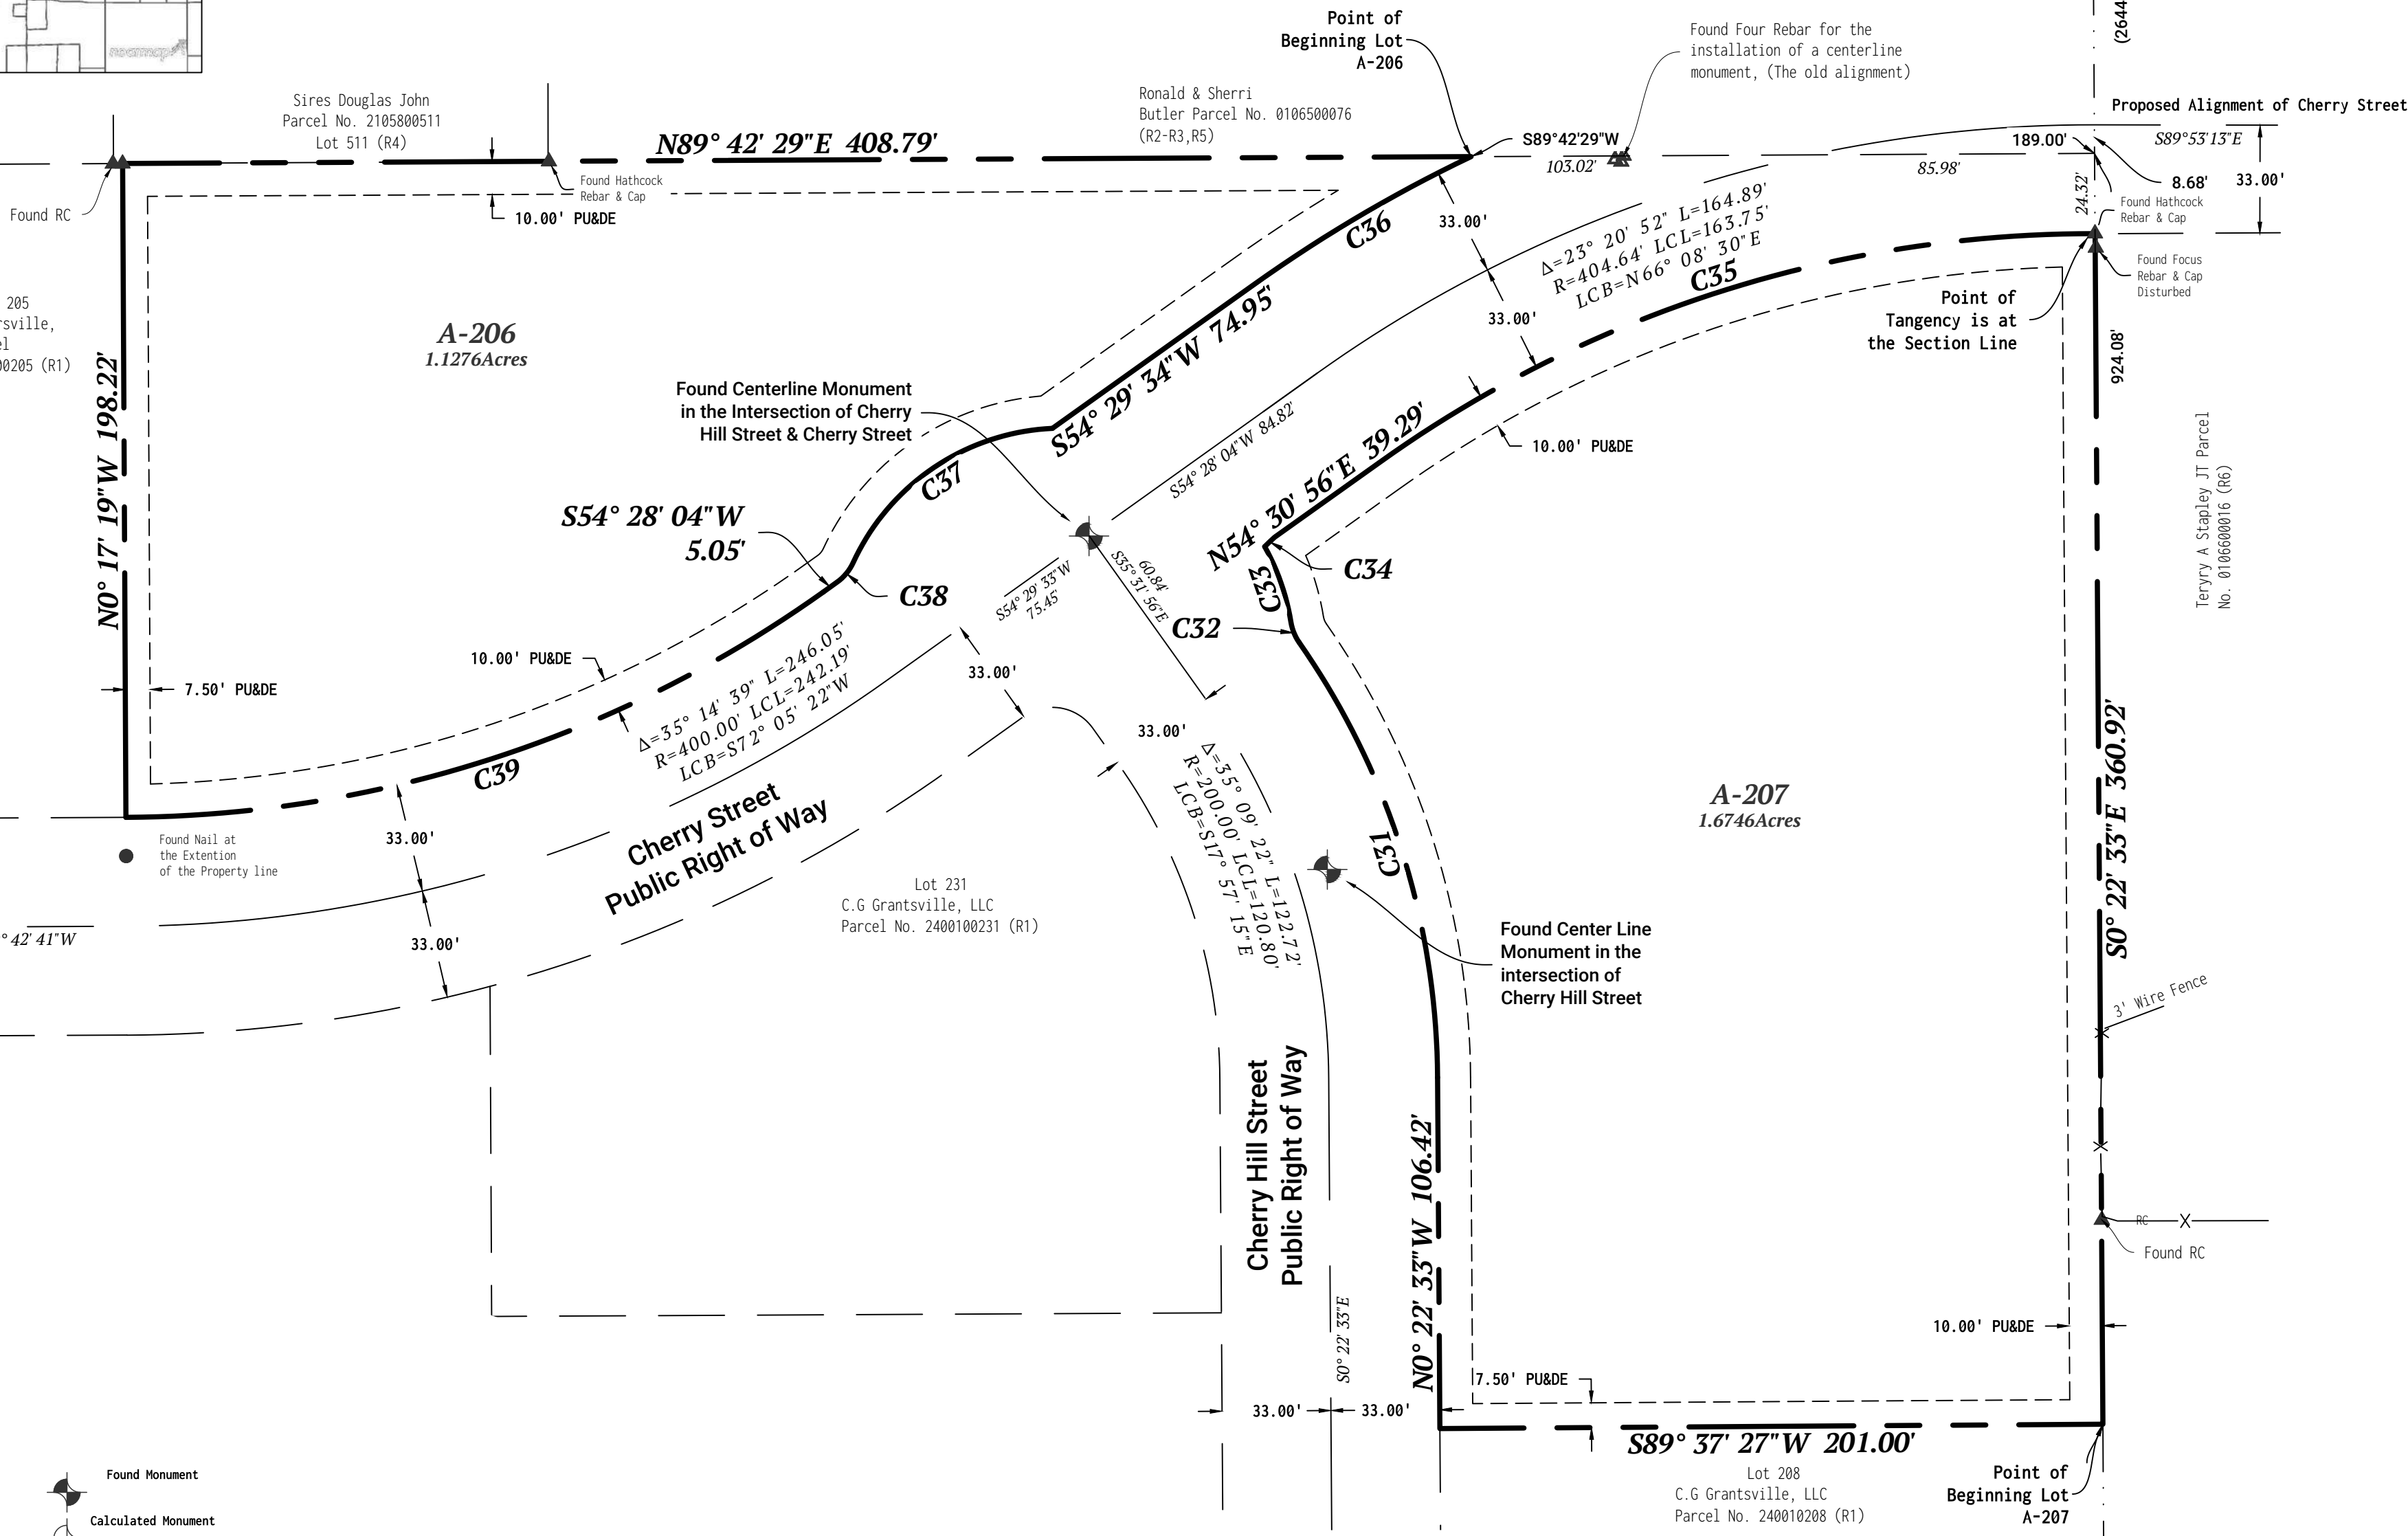 nearmap
Point of
Beginning Lot
A-206
Found Four Rebar for the
installation of a centerline
monument, (The old alignment)
(2644
Sires Douglas John
Parcel No. 2105800511
Lot 511 (R4)
Ronald & Sherri
Butler Parcel No. 0106500076
(R2-R3,R5)
Proposed Alignment of Cherry Street
N89° 42' 29"E 408.79'
S89°42'29"W
103.02'
189.00'
S89°53'13"E
85.98'
8.68'
33.00'
24.32'
Found Hathcock
Rebar & Cap
Found RC
Found Hathcock
Rebar & Cap
10.00' PU&DE
C36
33.00'
Δ=23° 20' 52" L=164.89'
R=404.64' LCL=163.75'
LCB=N66° 08' 30"E
C35
33.00'
Found Focus
Rebar & Cap
Disturbed
Point of
Tangency is at
the Section Line
924.08'
205
rsville,
el
00205 (R1)
A-206
1.1276Acres
N0° 17' 19"W 198.22'
S54° 29' 34"W 74.95'
Found Centerline Monument
in the Intersection of Cherry
Hill Street & Cherry Street
S54° 28' 04"W 84.82'
N54° 30' 56"E 39.29'
10.00' PU&DE
Teryry A Stapley JT Parcel
No. 0106600016 (R6)
C37
S54° 28' 04"W
5.05'
C38
S54° 29' 33"W
75.45'
60.84'
S35° 31' 56"E
C34
C33
C32
10.00' PU&DE
7.50' PU&DE
Δ=35° 14' 39" L=246.05'
R=400.00' LCL=242.19'
LCB=S72° 05' 22"W
33.00'
33.00'
C39
Cherry Street
Public Right of Way
Δ=35° 09' 22" L=122.72'
R=200.00' LCL=120.80'
LCB=S17° 57' 15"E
C31
A-207
1.6746Acres
S0° 22' 33"E 360.92'
Found Nail at
the Extention
of the Property line
33.00'
33.00'
° 42' 41"W
Lot 231
C.G Grantsville, LLC
Parcel No. 2400100231 (R1)
Found Center Line
Monument in the
intersection of
Cherry Hill Street
3' Wire Fence
Cherry Hill Street
Public Right of Way
N0° 22' 33"W 106.42'
S0° 22' 33"E
RC
X
Found RC
10.00' PU&DE
7.50' PU&DE
33.00'
33.00'
S89° 37' 27"W 201.00'
Lot 208
C.G Grantsville, LLC
Parcel No. 240010208 (R1)
Point of
Beginning Lot
A-207
Found Monument
Calculated Monument